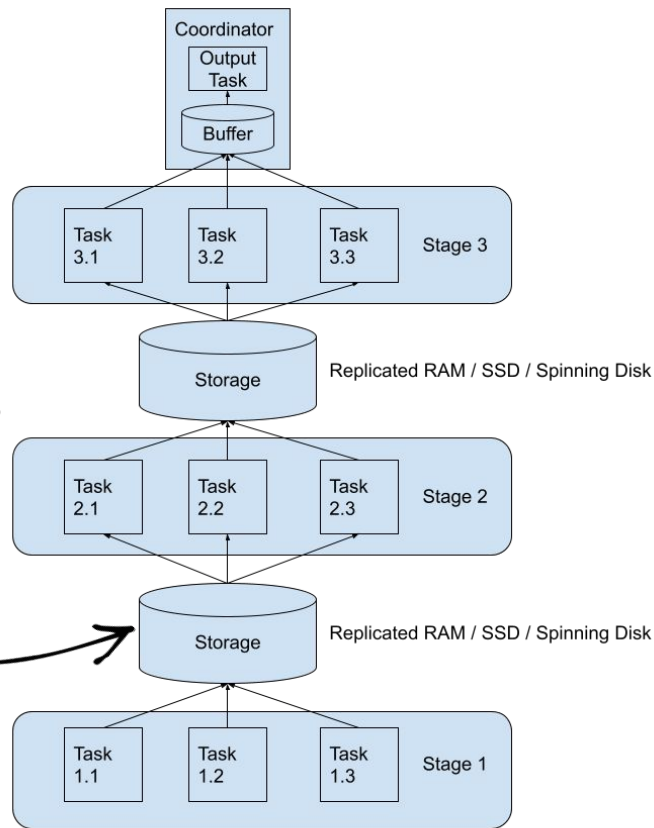 Coordinator
Output
Task
Buffer
Task
3.1
Task
3.2
Task
3.3
Stage 3
Storage
Replicated RAM / SSD / Spinning Disk
Task
2.1
Task
2.2
Task
2.3
Stage 2
Storage
Replicated RAM / SSD / Spinning Disk
Task
1.1
Task
1.2
Task
1.3
Stage 1